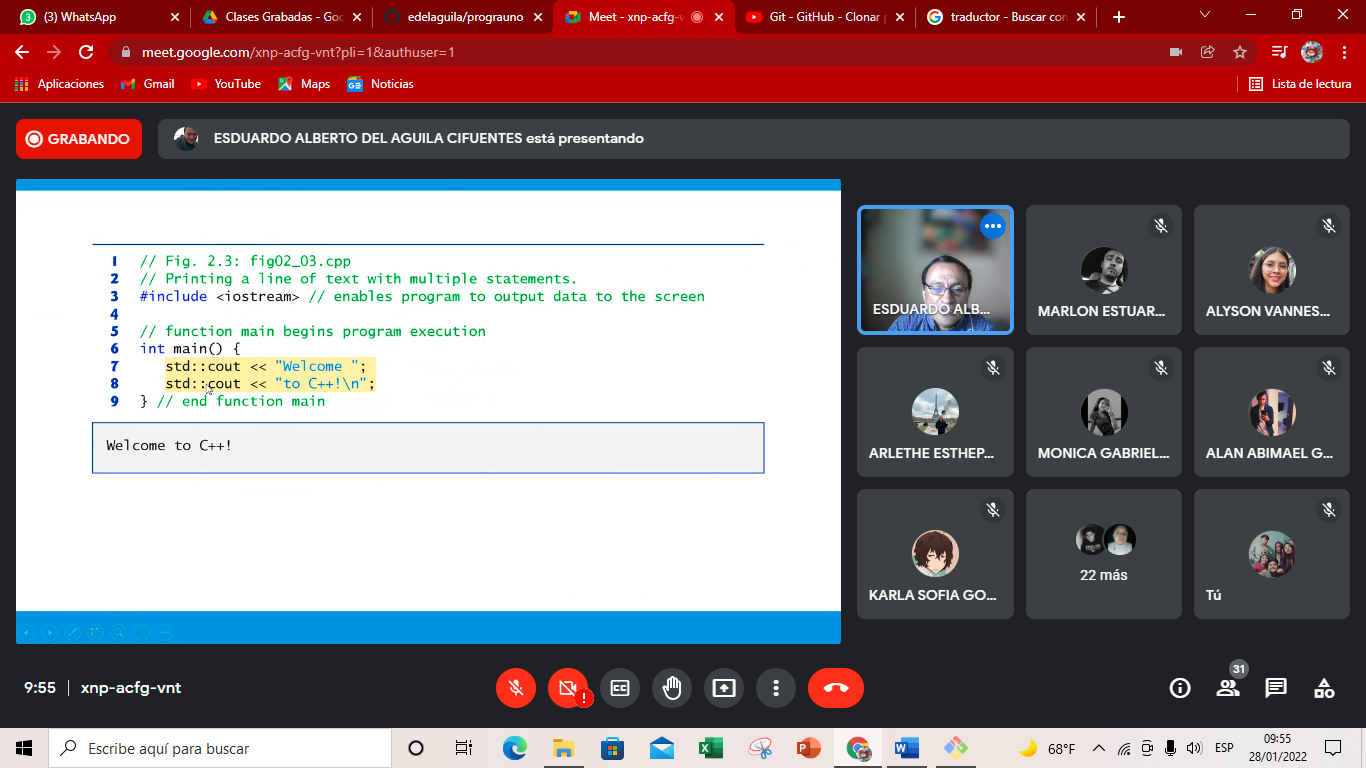 (3) WhatsApp
Clases Grabadas - Goo
edelaguila/prograuno
Meet - xnp-acfg-v
Git - GitHub - Clonar
traductor - Buscar con
meet.google.com/xnp-acfg-vnt?pli=1&authuser=1
Aplicaciones
Gmail
YouTube
Maps
Noticias
Lista de lectura
GRABANDO
ESDUARDO ALBERTO DEL AGUILA CIFUENTES está presentando
1 // Fig. 2.3: fig02_03.cpp
2 // Printing a line of text with multiple statements.
3 #include <iostream> // enables program to output data to the screen
4
5 // function main begins program execution
6 int main() {
7 std::cout << "Welcome ";
8 std::cout << "to C++!\n";
9 } // end function main
Welcome to C++!
ESDUARDO ALB...
MARLON ESTUAR...
ALYSON VANNES...
ARLETHE ESTHEP...
MONICA GABRIEL...
ALAN ABIMAEL G...
KARLA SOFIA GO...
22 más
Tú
9:55 | xnp-acfg-vnt
31
Escribe aquí para buscar
68°F
ESP
09:55
28/01/2022